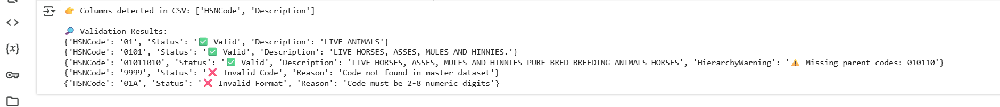 👉 Columns detected in CSV: ['HSNCode', 'Description']
🔎 Validation Results:
{'HSNCode': '01', 'Status': '✅ Valid', 'Description': 'LIVE ANIMALS'}
{'HSNCode': '0101', 'Status': '✅ Valid', 'Description': 'LIVE HORSES, ASSES, MULES AND HINNIES.'}
{'HSNCode': '01011010', 'Status': '✅ Valid', 'Description': 'LIVE HORSES, ASSES, MULES AND HINNIES PURE-BRED BREEDING ANIMALS HORSES', 'HierarchyWarning': '⚠️ Missing parent codes: 010110'}
{'HSNCode': '9999', 'Status': '❌ Invalid Code', 'Reason': 'Code not found in master dataset'}
{'HSNCode': '01A', 'Status': '❌ Invalid Format', 'Reason': 'Code must be 2-8 numeric digits'}